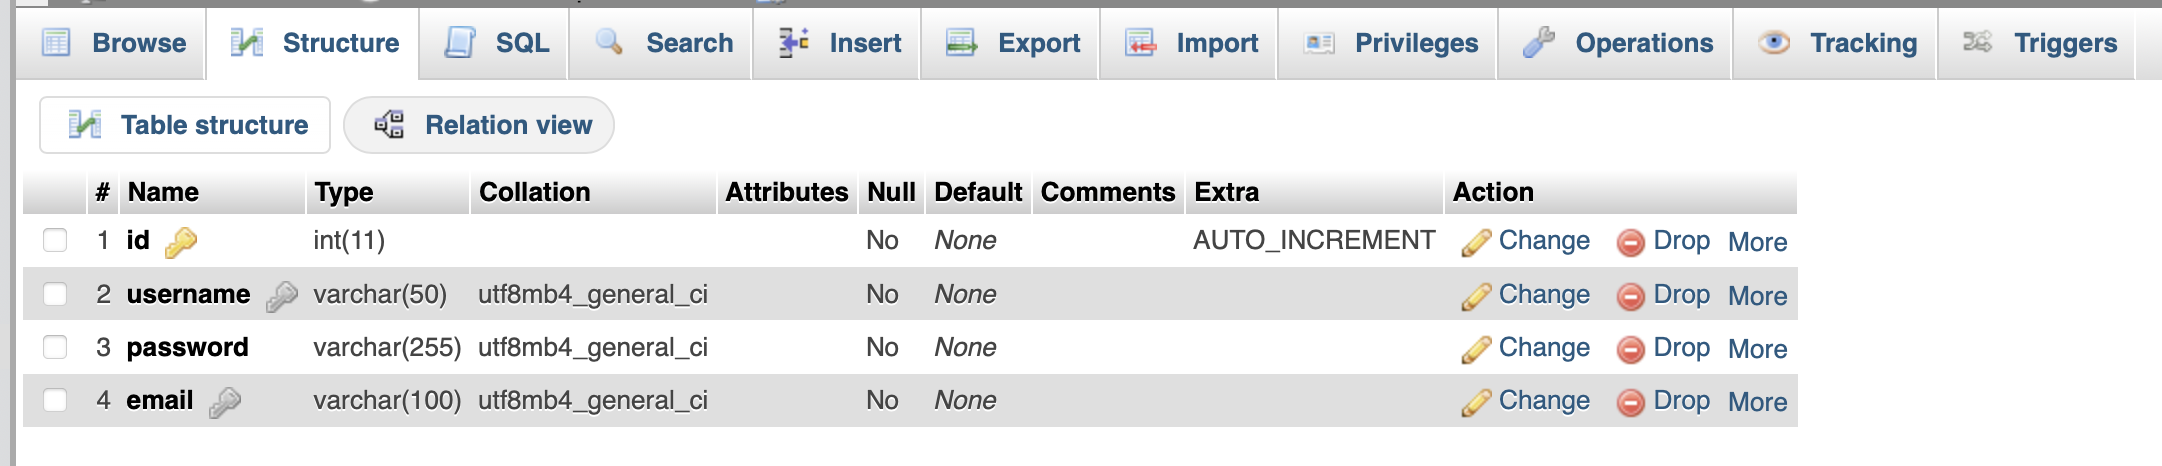 Browse Structure SQL Search Insert Export Import Privileges Operations Tracking Triggers
Table structure Relation view
# Name Type Collation Attributes Null Default Comments Extra Action
1 id int(11) No None AUTO_INCREMENT Change Drop More
2 username varchar(50) utf8mb4_general_ci No None Change Drop More
3 password varchar(255) utf8mb4_general_ci No None Change Drop More
4 email varchar(100) utf8mb4_general_ci No None Change Drop More